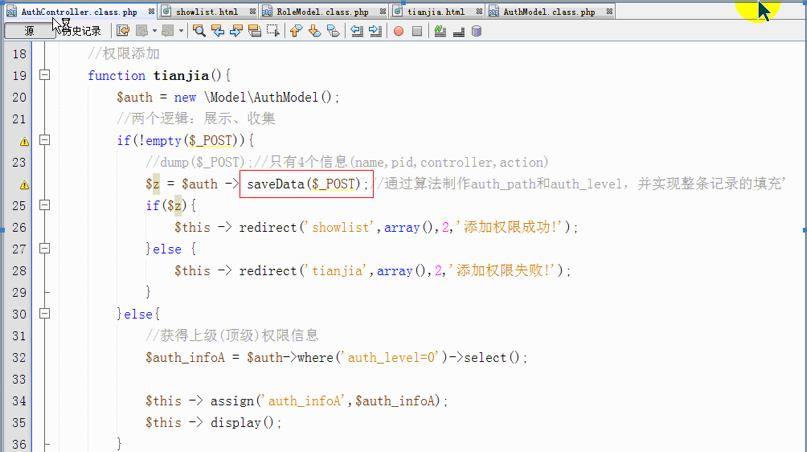 AuthController.class.php
showlist.html
RoleModel.class.php
tianjia.html
AuthModel.class.php
源
历史记录
18 //权限添加
19 function tianjia(){
20 $auth = new \Model\AuthModel();
21 //两个逻辑：展示、收集
if(!empty($_POST)){
23 //dump($_POST);//只有4个信息(name,pid,controller,action)
$z = $auth -> saveData($_POST);//通过算法制作auth_path和auth_level，并实现整条记录的填充'
25 if($z){
26 $this -> redirect('showlist',array(),2,'添加权限成功!');
27 }else {
28 $this -> redirect('tianjia',array(),2,'添加权限失败!');
29 }
30 }else{
31 //获得上级(顶级)权限信息
32 $auth_infoA = $auth->where('auth_level=0')->select();
33
34 $this -> assign('auth_infoA',$auth_infoA);
35 $this -> display();
36 }